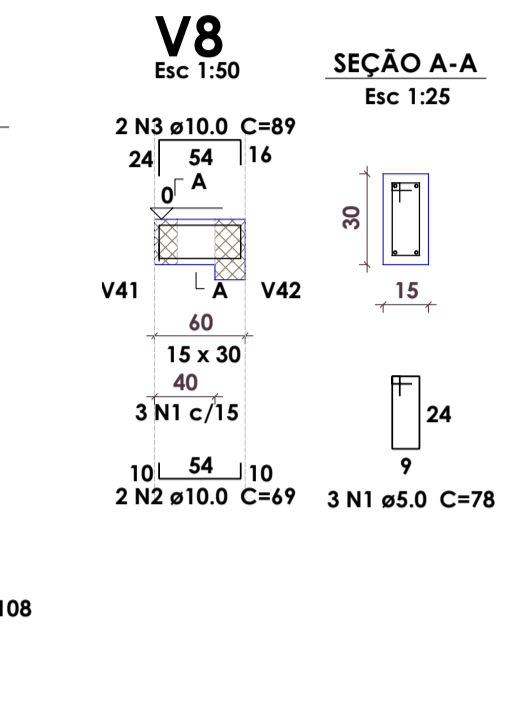 V8
Esc 1:50
SEÇÃO A-A
Esc 1:25
2 N3 ø10.0 C=89
24 54 16
A
0
30
A
V41 V42
15
60
15 x 30
40
3 N1 c/15
24
10 54 10
9
2 N2 ø10.0 C=69
3 N1 ø5.0 C=78
108